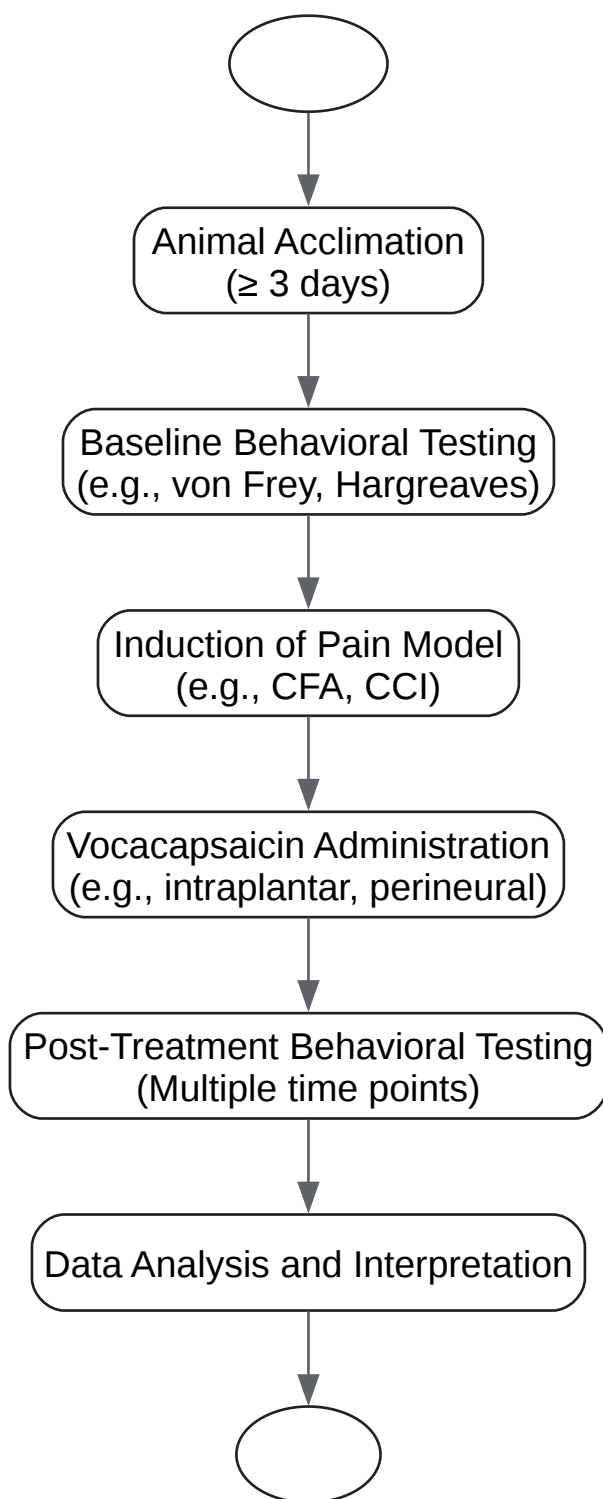 Animal Acclimation
(≥ 3 days)
Baseline Behavioral Testing
(e.g., von Frey, Hargreaves)
Induction of Pain Model
(e.g., CFA, CCI)
Vocacapsaicin Administration
(e.g., intraplantar, perineural)
Post-Treatment Behavioral Testing
(Multiple time points)
Data Analysis and Interpretation